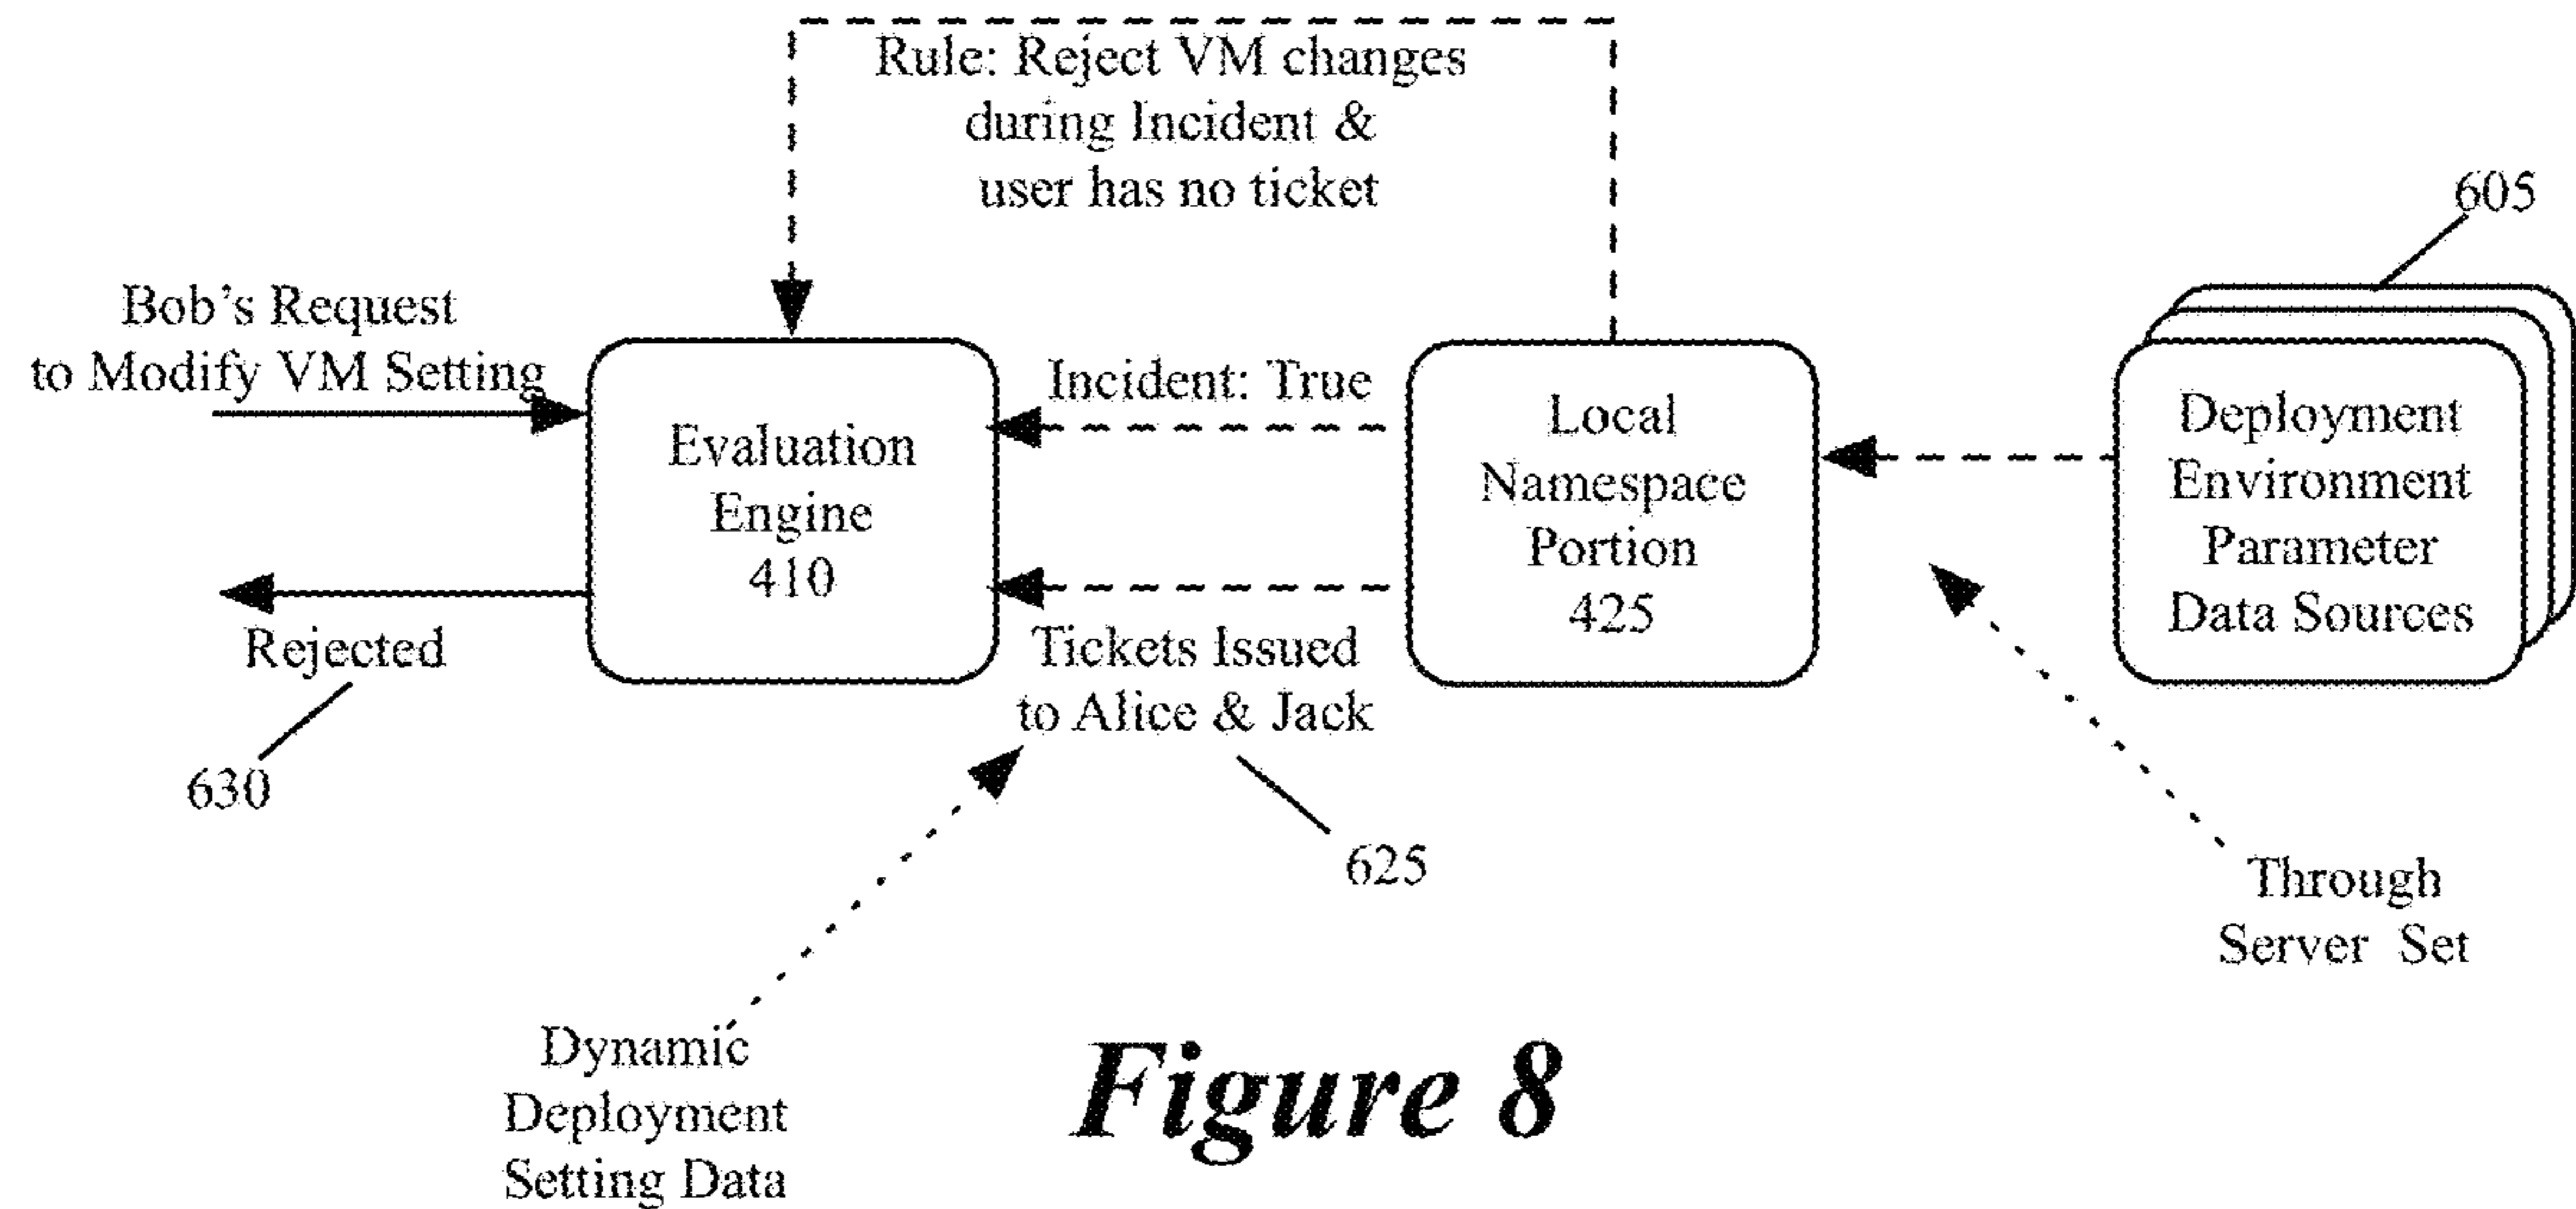 Rule: Reject VM changes
during Incident &
user has no ticket
605
Bob's Request
to Modify VM Setting
Incident: True
Evaluation
Engine
410
Local
Namespace
Portion
425
Deployment
Environment
Parameter
Data Sources
Rejected
630
Tickets Issued
to Alice & Jack
625
Through
Server Set
Dynamic
Deployment
Setting Data
Figure 8